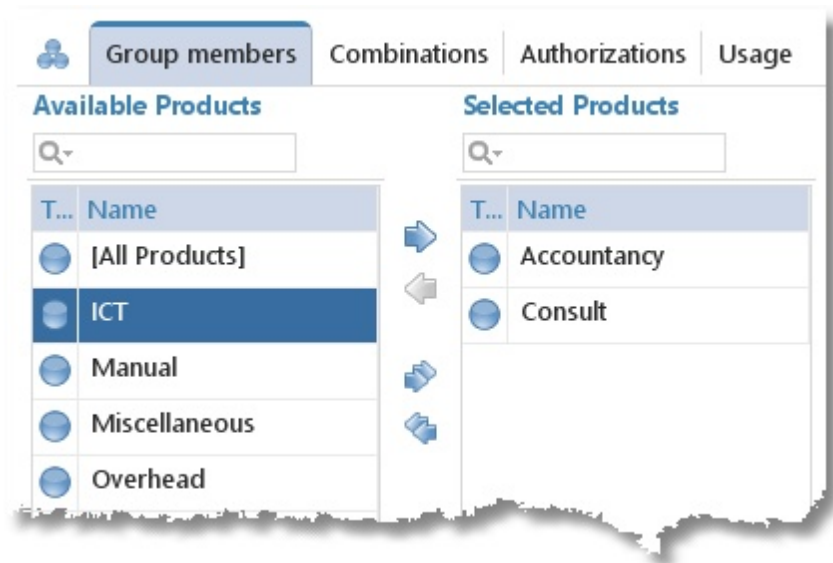 Group members Combinations Authorizations Usage
Available Products Selected Products
T... Name T... Name
[All Products] Accountancy
ICT Consult
Manual
Miscellaneous
Overhead